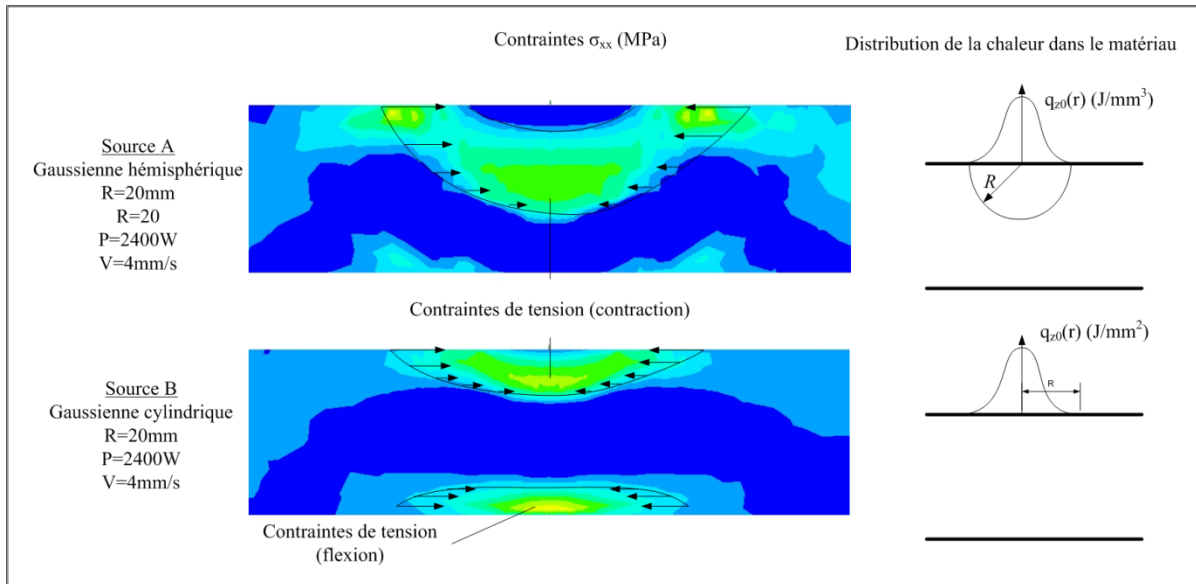 Contraintes σxx (MPa)
Distribution de la chaleur dans le matériau
Source A
Gaussienne hémisphérique
R=20mm
R=20
P=2400W
V=4mm/s
qz0(r) (J/mm³)
R
Contraintes de tension (contraction)
Source B
Gaussienne cylindrique
R=20mm
P=2400W
V=4mm/s
qz0(r) (J/mm²)
R
Contraintes de tension
(flexion)